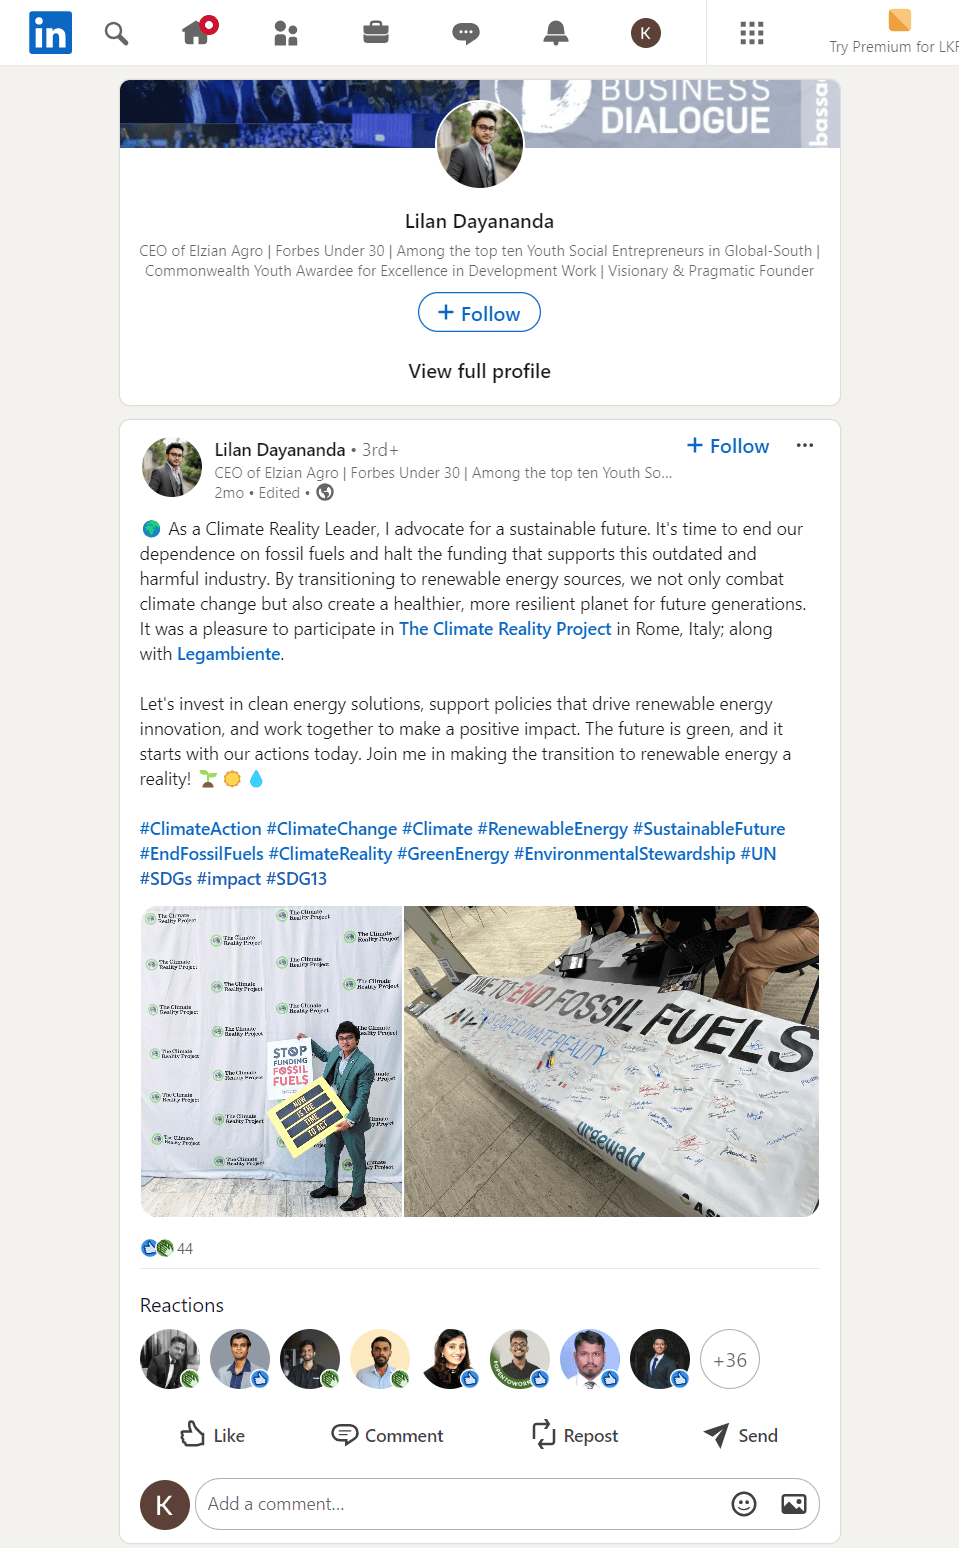 in
K
Try Premium for LKF
BUSINESS
DIALOGUE
bassa
Lilan Dayananda
CEO of Elzian Agro | Forbes Under 30 | Among the top ten Youth Social Entrepreneurs in Global-South |
Commonwealth Youth Awardee for Excellence in Development Work | Visionary & Pragmatic Founder
+ Follow
View full profile
Lilan Dayananda • 3rd+
+ Follow
CEO of Elzian Agro | Forbes Under 30 | Among the top ten Youth So...
2mo • Edited •
🌍 As a Climate Reality Leader, I advocate for a sustainable future. It's time to end our
dependence on fossil fuels and halt the funding that supports this outdated and
harmful industry. By transitioning to renewable energy sources, we not only combat
climate change but also create a healthier, more resilient planet for future generations.
It was a pleasure to participate in The Climate Reality Project in Rome, Italy; along
with Legambiente.
Let's invest in clean energy solutions, support policies that drive renewable energy
innovation, and work together to make a positive impact. The future is green, and it
starts with our actions today. Join me in making the transition to renewable energy a
reality! 🌱 🌞 💧
#ClimateAction #ClimateChange #Climate #RenewableEnergy #SustainableFuture
#EndFossilFuels #ClimateReality #GreenEnergy #EnvironmentalStewardship #UN
#SDGs #impact #SDG13
The Climate
Reality Project
STOP
FUNDING
FOSSIL
FUELS
NOW
IS THE
TIME
TO ACT
TIME TO END FOSSIL FUELS
OUR CLIMATE REALITY
urgewald
44
Reactions
#OPENTOWORK
+36
Like
Comment
Repost
Send
K
Add a comment...